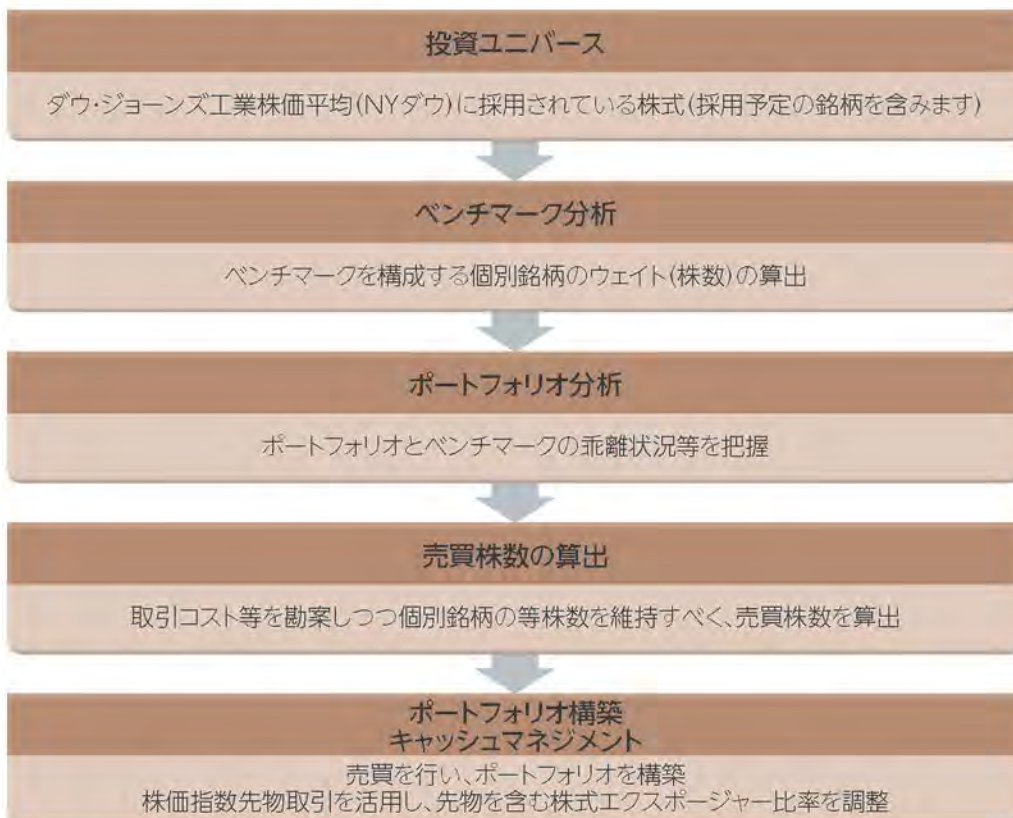 投資ユニバース
ダウ・ジョーンズ工業株価平均(NYダウ)に採用されている株式(採用予定の銘柄を含みます)
ベンチマーク分析
ベンチマークを構成する個別銘柄のウェイト(株数)の算出
ポートフォリオ分析
ポートフォリオとベンチマークの乖離状況等を把握
売買株数の算出
取引コスト等を勘案しつつ個別銘柄の等株数を維持すべく、売買株数を算出
ポートフォリオ構築
キャッシュマネジメント
売買を行い、ポートフォリオを構築
株価指数先物取引を活用し、先物を含む株式エクスポージャー比率を調整